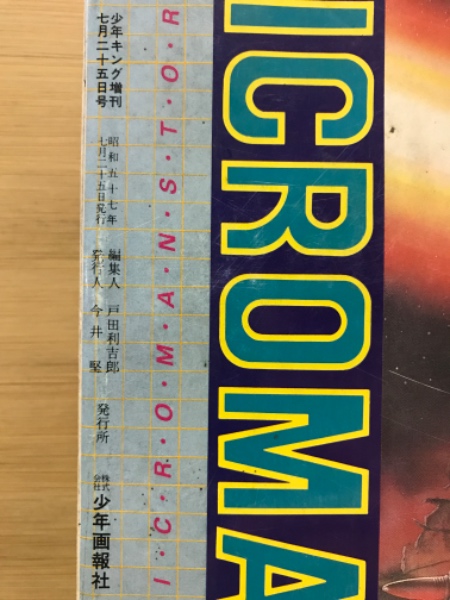 少年キング増刊
七月二十五日号
昭和五十七年
七月二十五日発行
編集人 戸田利吉郎
発行人 今井 堅
発行所
株式会社 少年画報社
I・C・R・O・M・A・N・S・T・O・R
ICROMA